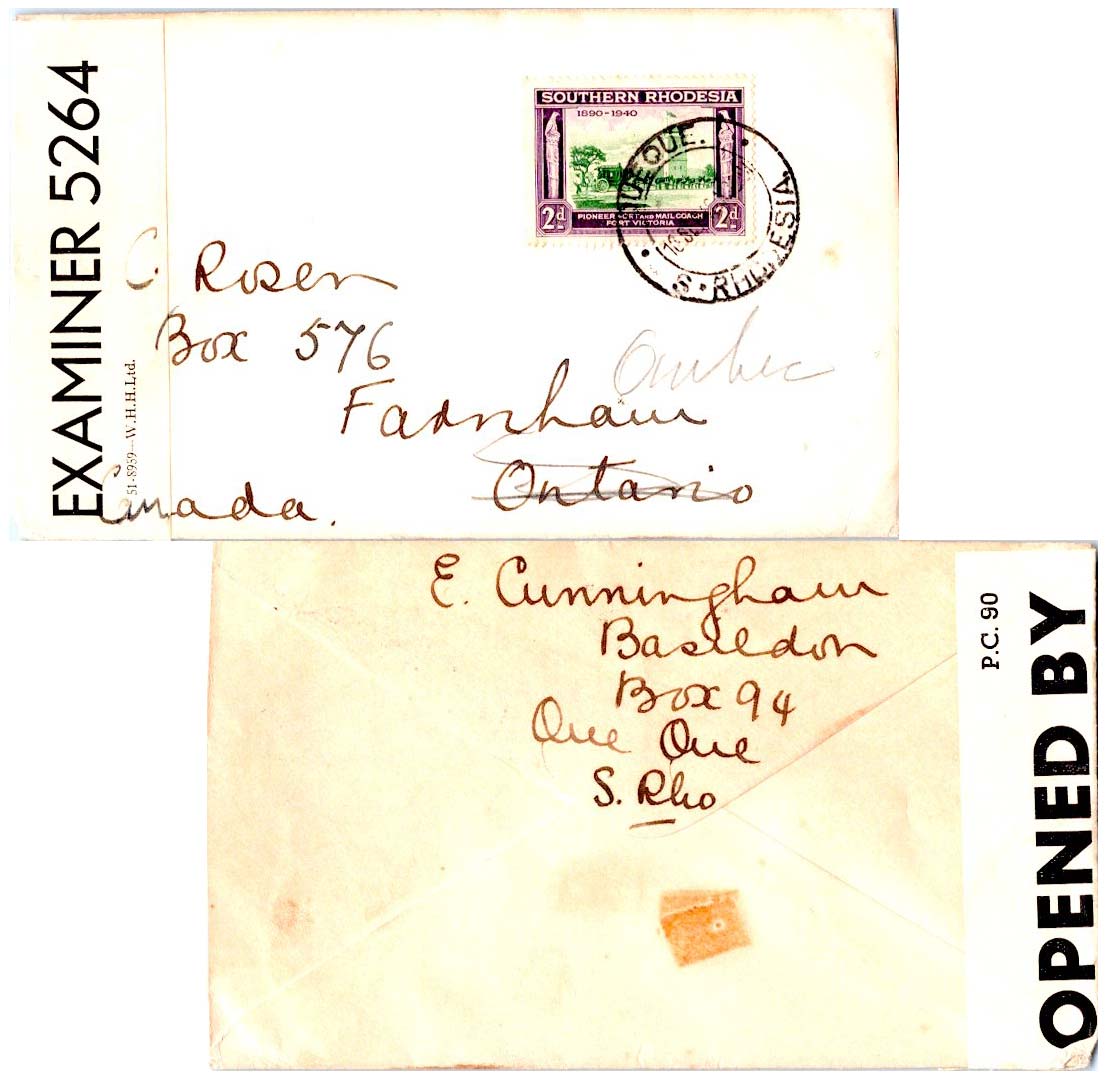 EXAMINER 5264
51-8959—W.H.H.Ltd.
SOUTHERN RHODESIA
1890-1940
2d 2d
PIONEER FORT AND MAIL COACH
FORT VICTORIA
QUE QUE.
S. RHODESIA
C. Rosen
Box 576
Quebec
Farnham
Ontario
Canada.
E. Cunningham
Basildon
Box 94
Que Que
S. Rho
P.C. 90
OPENED BY